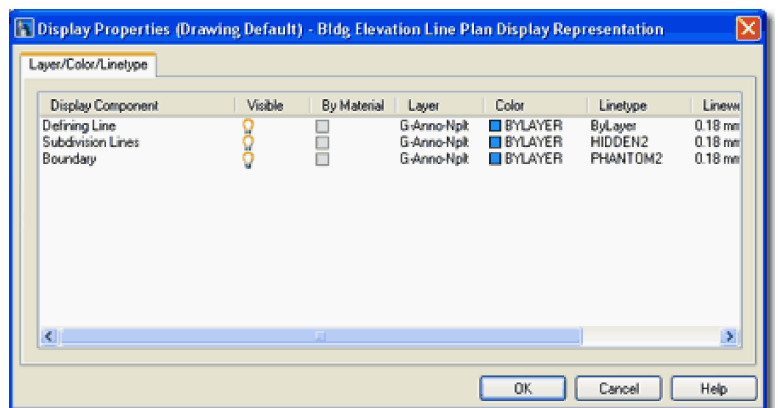 Display Properties (Drawing Default) - Bldg Elevation Line Plan Display Representation
Layer/Color/Linetype
Display Component Visible By Material Layer Color Linetype Linewe
Defining Line G-Anno-Nplt BYLAYER ByLayer 0.18 mm
Subdivision Lines G-Anno-Nplt BYLAYER HIDDEN2 0.18 mm
Boundary G-Anno-Nplt BYLAYER PHANTOM2 0.18 mm
OK Cancel Help